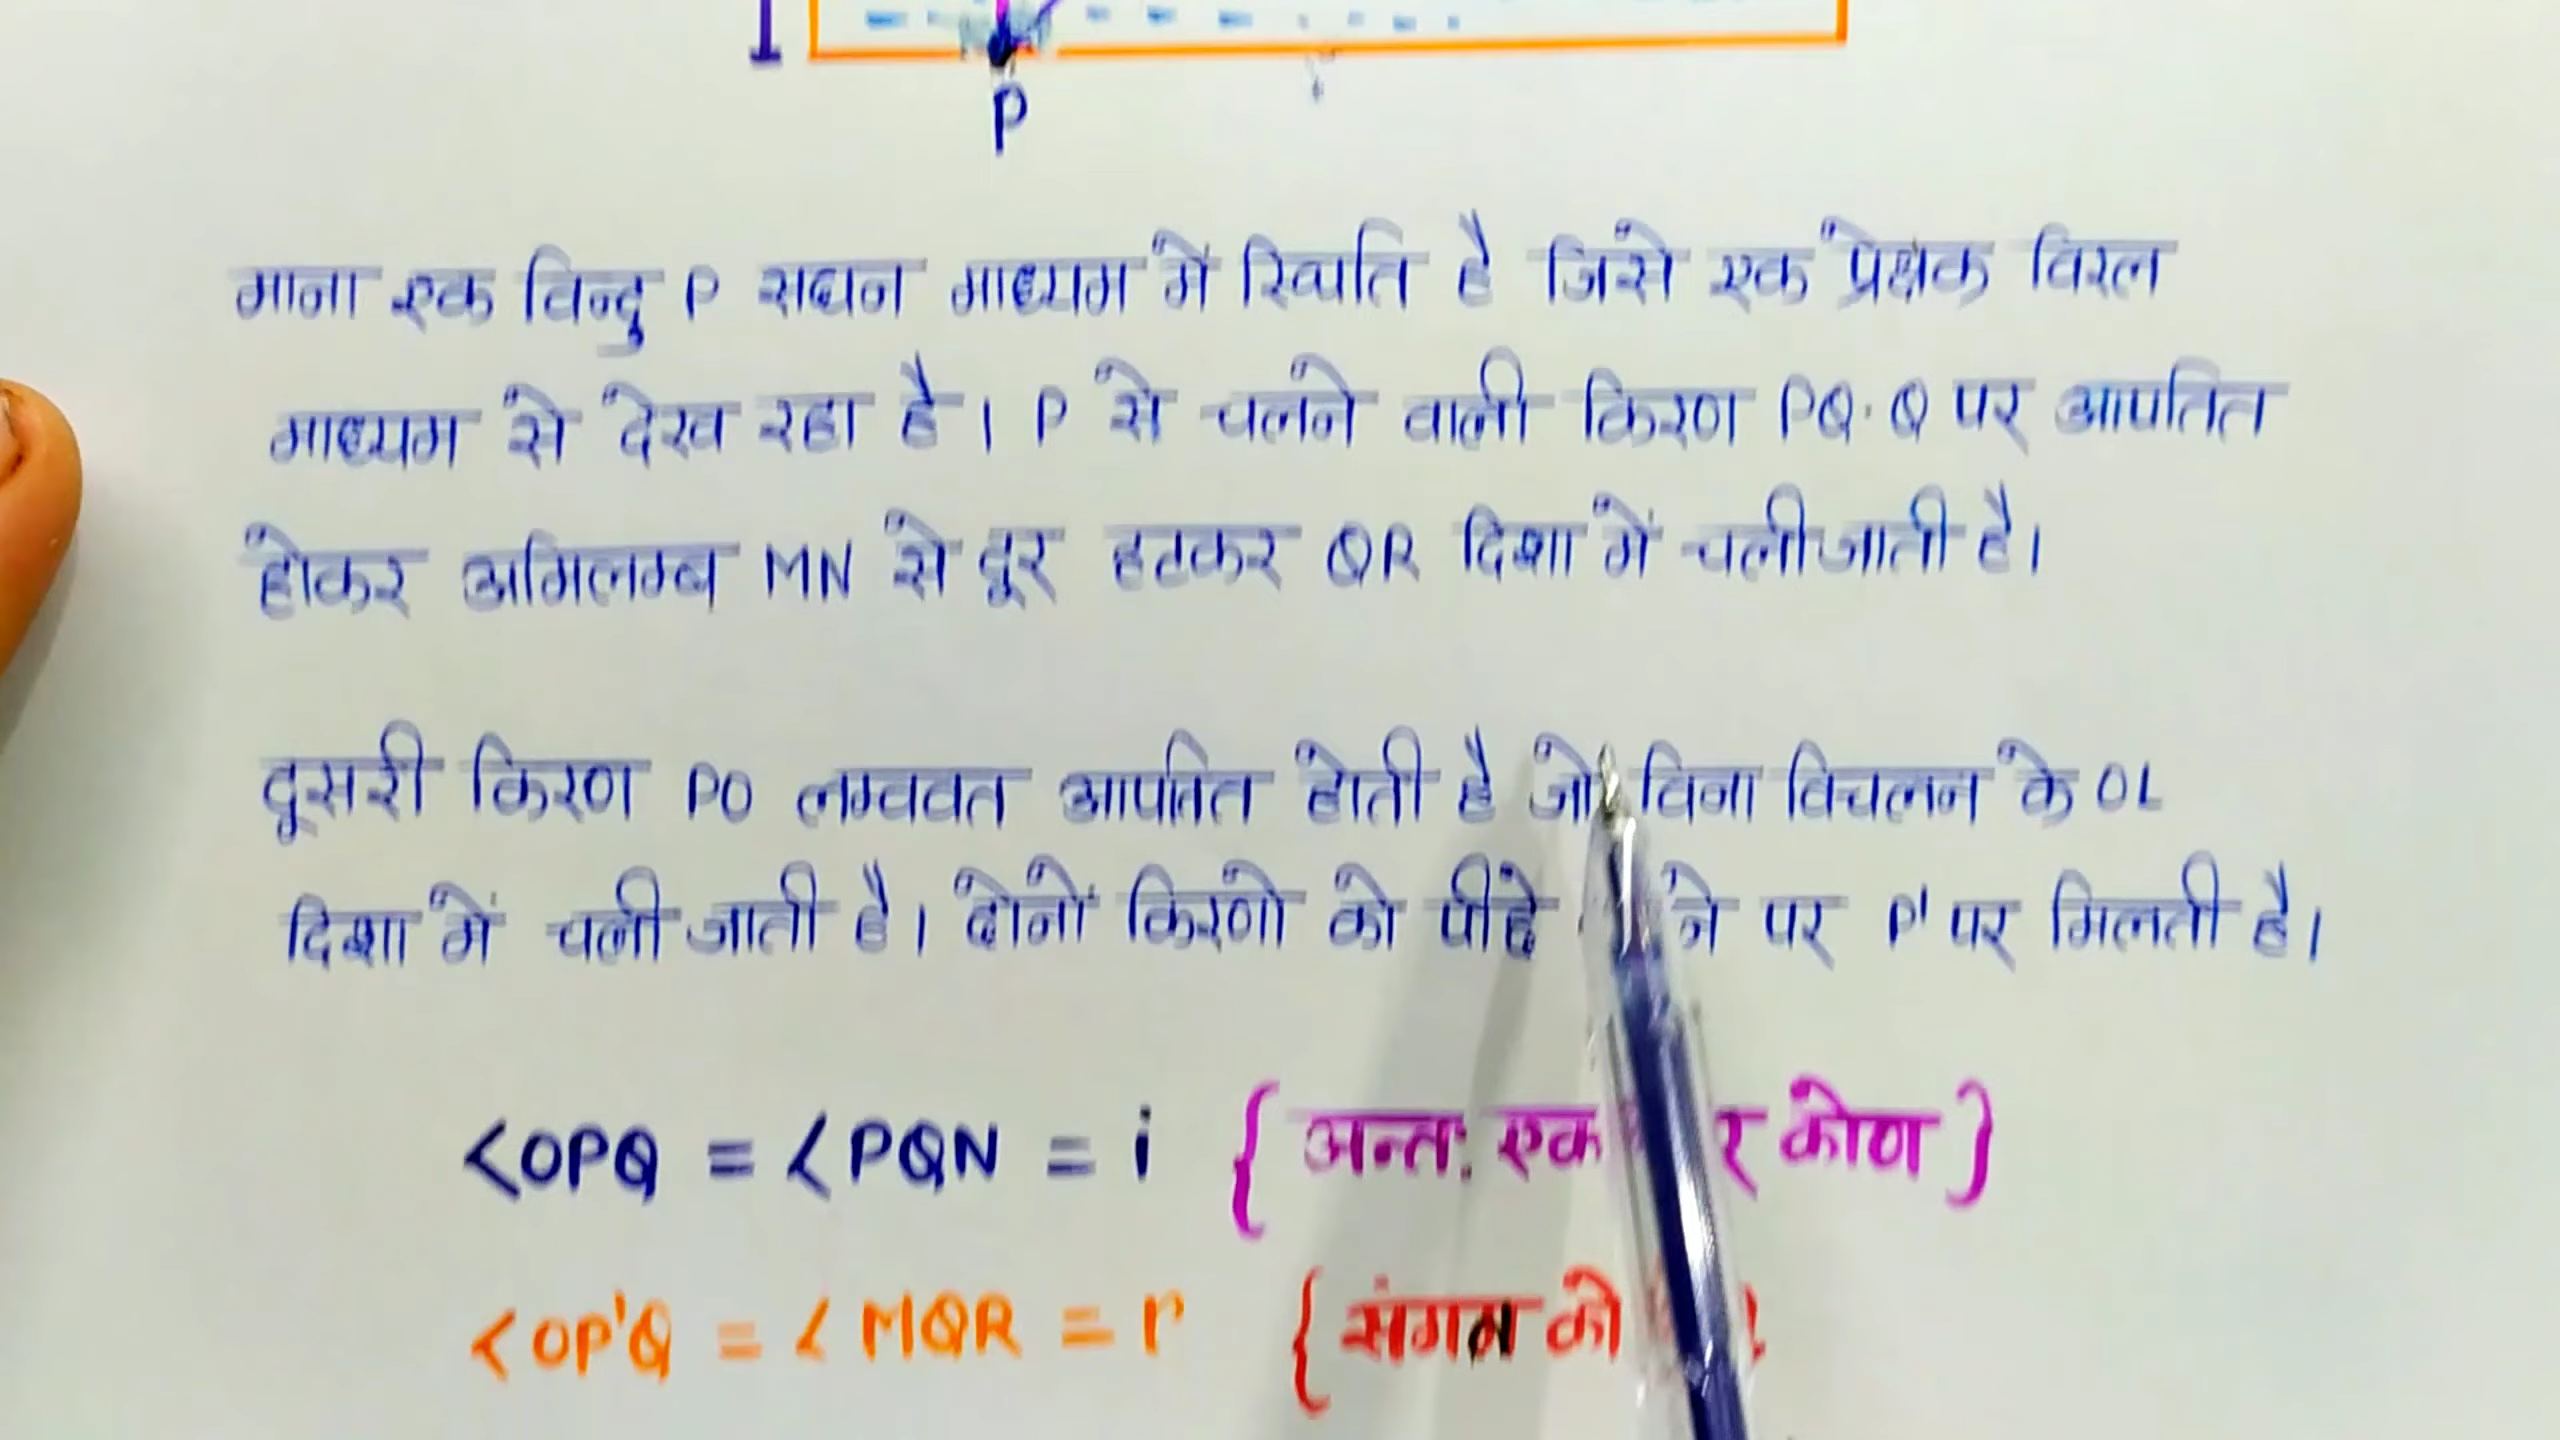 P
माना एक विन्दु P सघन माध्यम में स्थिति है जिसे एक प्रेक्षक विरल
माध्यम से देख रहा है। P से चलने वाली किरण PQ. Q पर आपतित
होकर अभिलम्ब MN से दूर हटकर QR दिशा में चली जाती है।
दूसरी किरण PO लम्ववत आपतित होती है जो विना विचलन के OL
दिशा में चली जाती है। दोनों किरणो को पीछे पर P' पर मिलती है।
<OPQ = <PQN = i { अन्त: कोण }
<OP'Q = <MQR = r { संगत